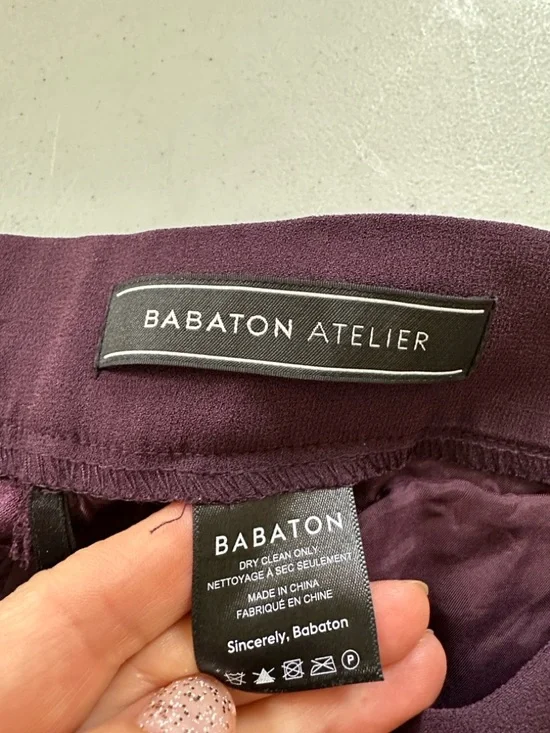 BABATON ATELIER
BABATON
DRY CLEAN ONLY
NETTOYAGE À SEC SEULEMENT
MADE IN CHINA
FABRIQUÉ EN CHINE
Sincerely, Babaton
P